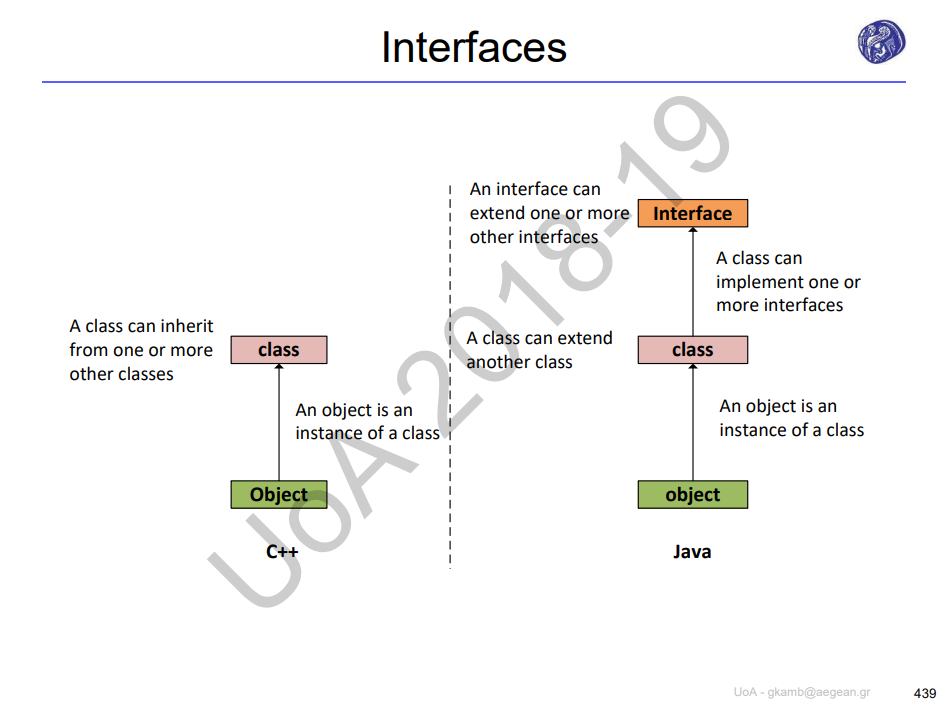 Interfaces
A class can inherit
from one or more
other classes
class
An object is an
instance of a class
Object
C++
An interface can
extend one or more
other interfaces
Interface
A class can
implement one or
more interfaces
A class can extend
another class
class
An object is an
instance of a class
object
Java
UoA 2018-19
UoA - gkamb@aegean.gr
439